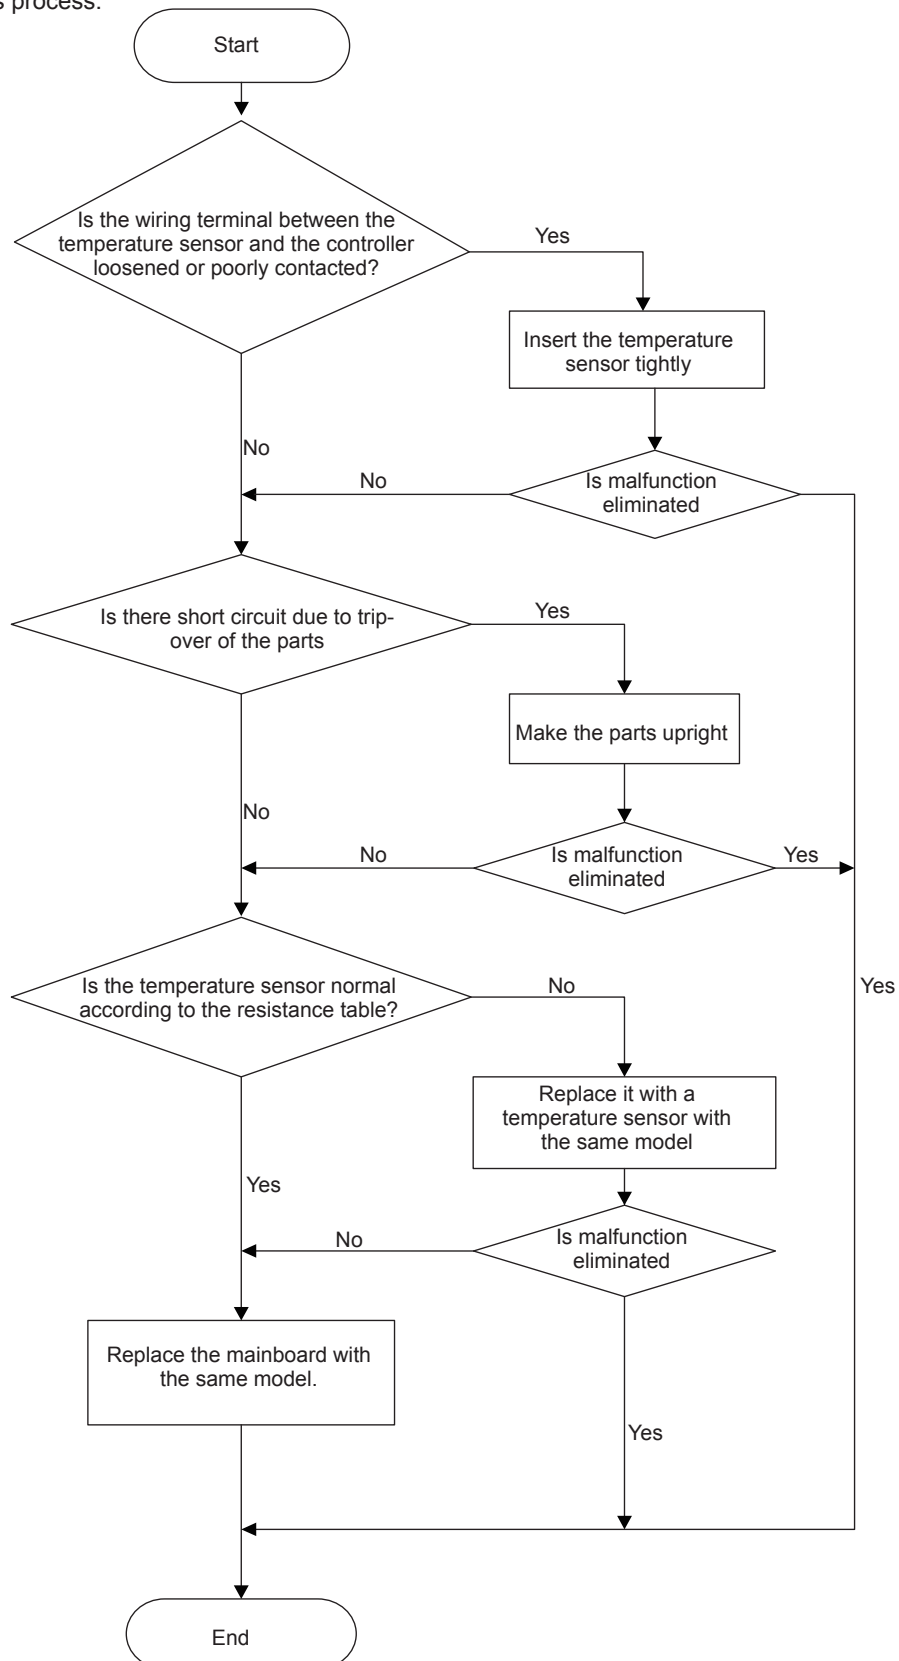 s process.
Start
Is the wiring terminal between the
temperature sensor and the controller
loosened or poorly contacted?
Yes
Insert the temperature
sensor tightly
No
No
Is malfunction
eliminated
Is there short circuit due to trip-
over of the parts
Yes
Make the parts upright
No
No
Is malfunction
eliminated
Yes
Is the temperature sensor normal
according to the resistance table?
No
Yes
Replace it with a
temperature sensor with
the same model
Yes
No
Is malfunction
eliminated
Replace the mainboard with
the same model.
Yes
End